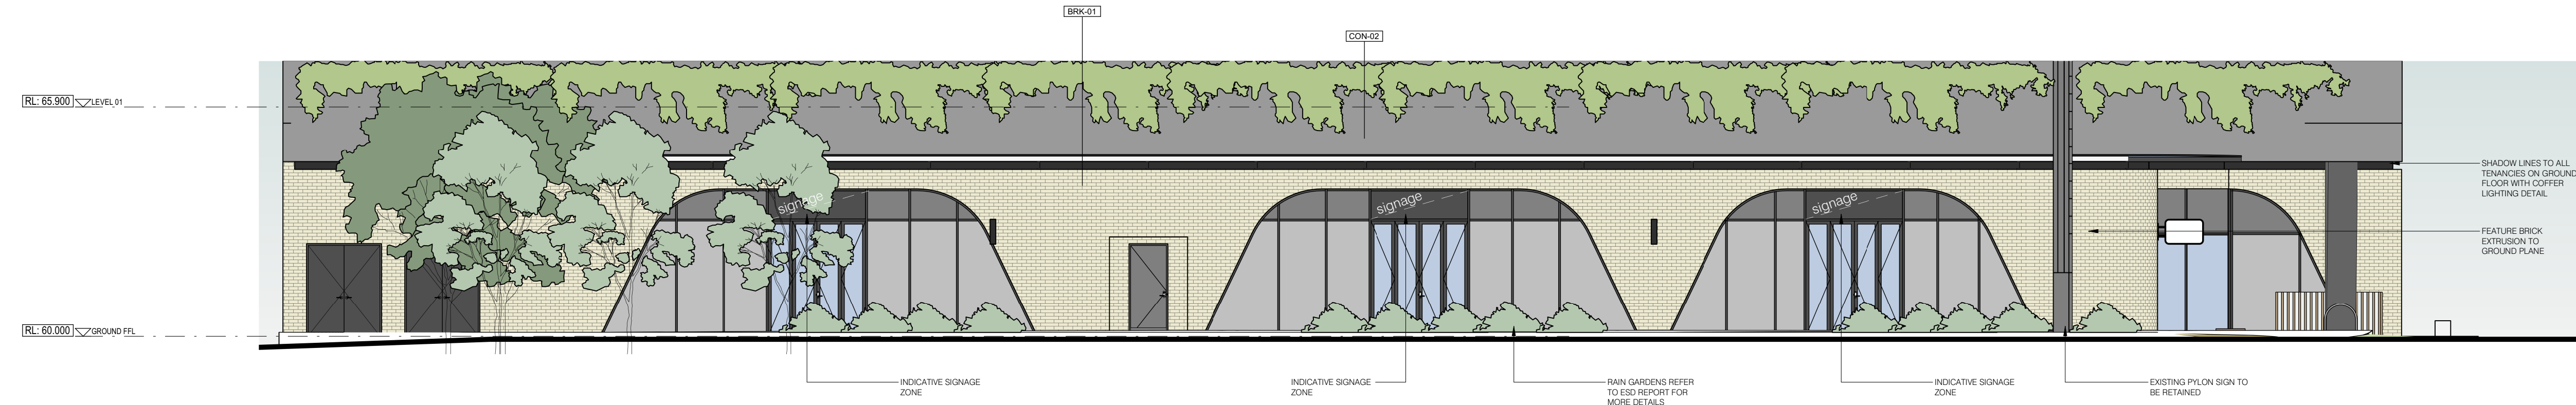 BRK-01
CON-02
RL: 65.900 LEVEL 01
SHADOW LINES TO ALL
TENANCIES ON GROUND
FLOOR WITH COFFER
LIGHTING DETAIL
signage
signage
signage
FEATURE BRICK
EXTRUSION TO
GROUND PLANE
RL: 60.000 GROUND FFL
INDICATIVE SIGNAGE
ZONE
INDICATIVE SIGNAGE
ZONE
RAIN GARDENS REFER
TO ESD REPORT FOR
MORE DETAILS
INDICATIVE SIGNAGE
ZONE
EXISTING PYLON SIGN TO
BE RETAINED